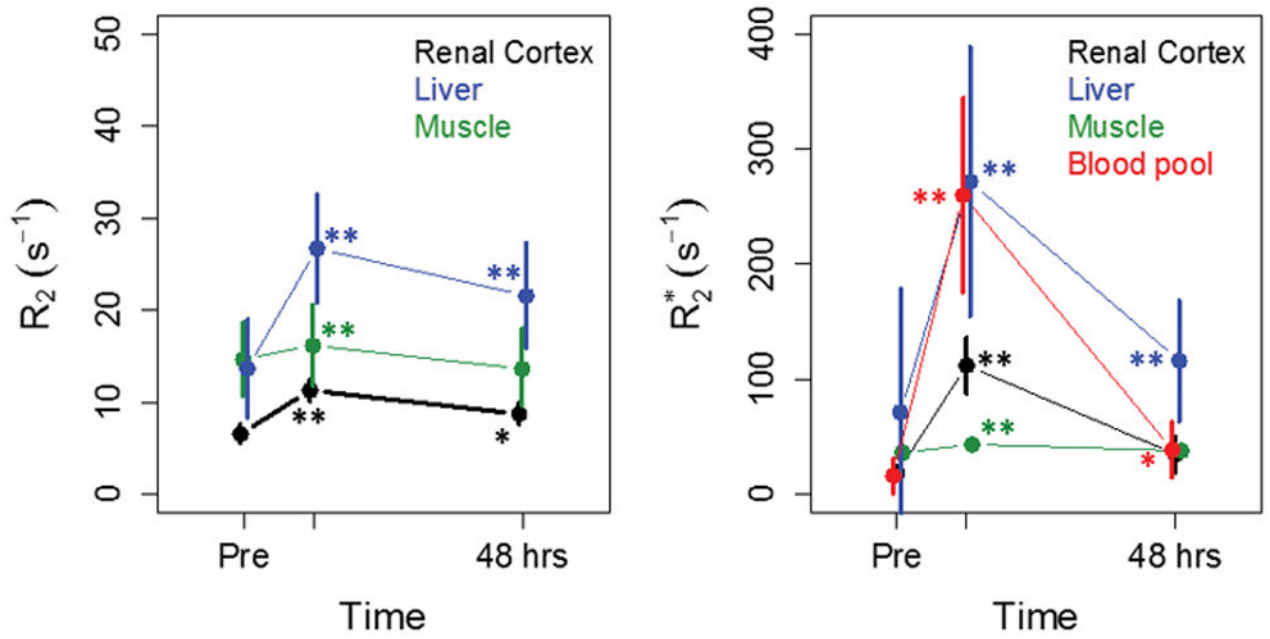 R₂ (s⁻¹)
50
40
30
20
10
0
Renal Cortex
Liver
Muscle
**
**
**
**
*
Pre
48 hrs
Time
R₂* (s⁻¹)
400
300
200
100
0
Renal Cortex
Liver
Muscle
Blood pool
**
**
**
**
**
*
Pre
48 hrs
Time